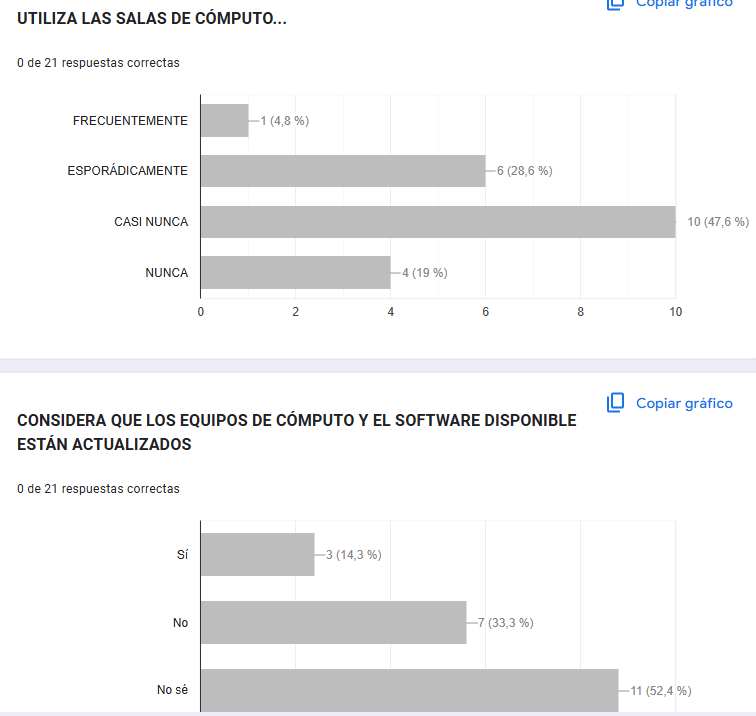 Copiar gráfico
UTILIZA LAS SALAS DE CÓMPUTO...
0 de 21 respuestas correctas
FRECUENTEMENTE 1 (4,8 %)
ESPORÁDICAMENTE 6 (28,6 %)
CASI NUNCA 10 (47,6 %)
NUNCA 4 (19 %)
0 2 4 6 8 10
Copiar gráfico
CONSIDERA QUE LOS EQUIPOS DE CÓMPUTO Y EL SOFTWARE DISPONIBLE
ESTÁN ACTUALIZADOS
0 de 21 respuestas correctas
Sí 3 (14,3 %)
No 7 (33,3 %)
No sé 11 (52,4 %)